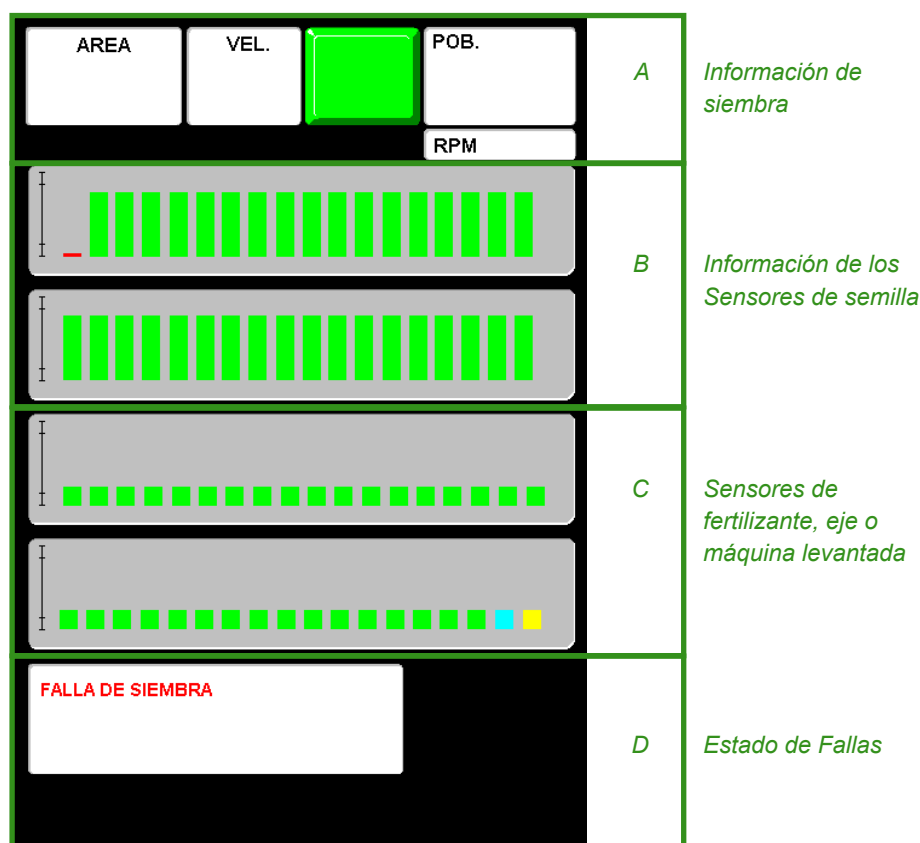 AREA
VEL.
POB.
RPM
A
Información de
siembra
B
Información de los
Sensores de semilla
C
Sensores de
fertilizante, eje o
máquina levantada
FALLA DE SIEMBRA
D
Estado de Fallas